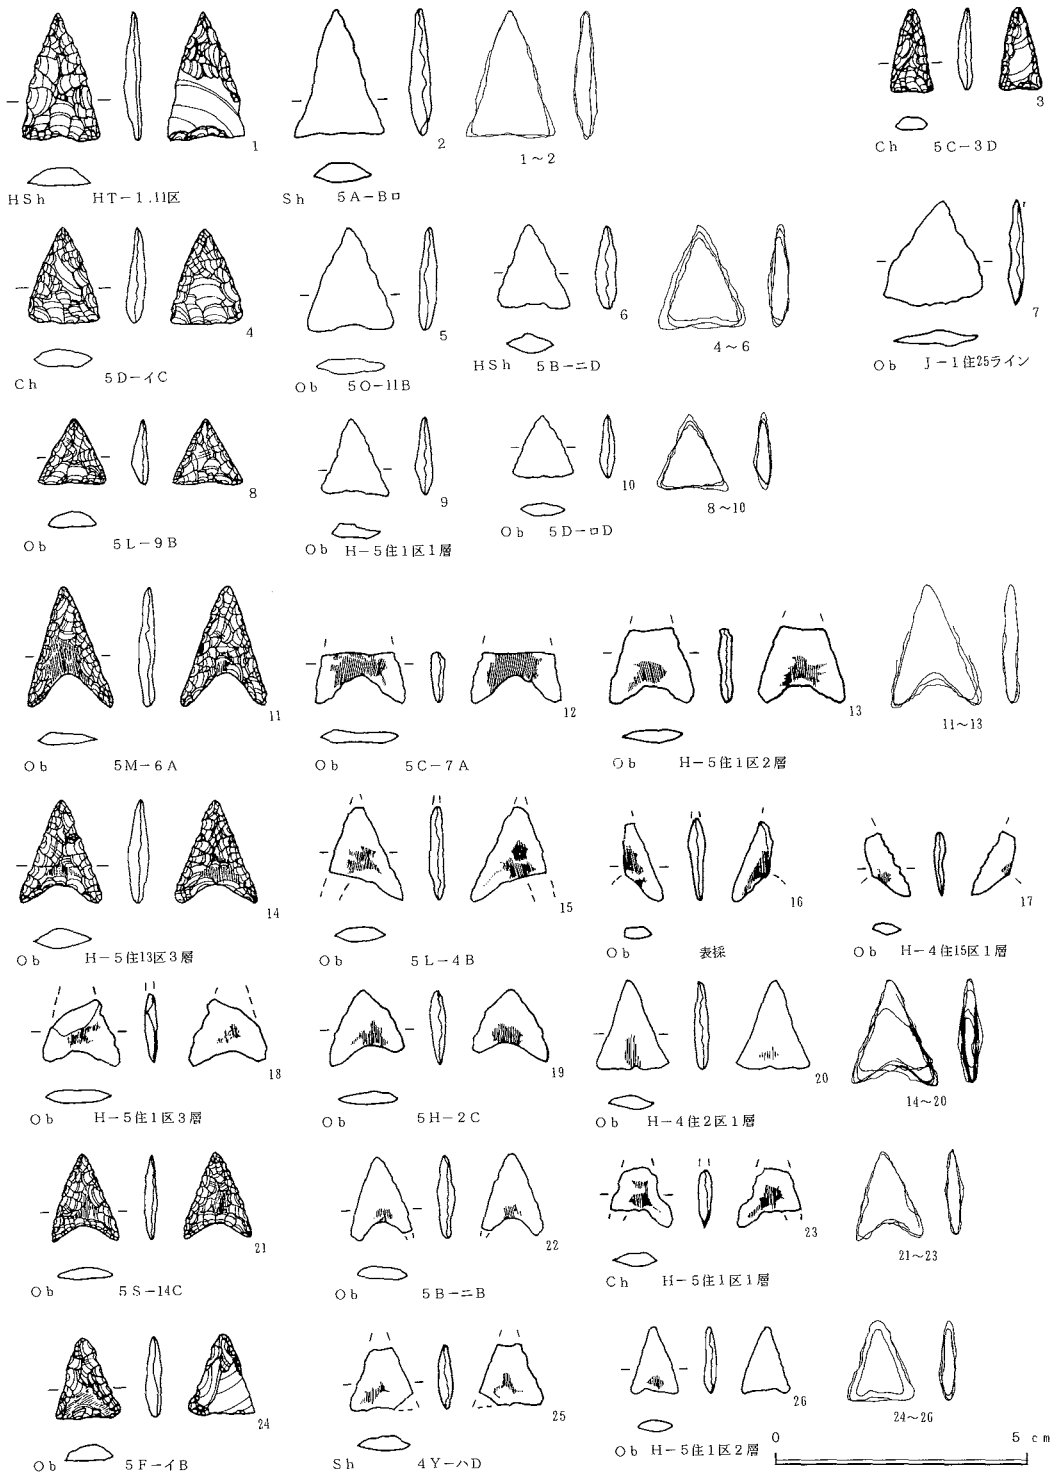 1
2
1～2
3
HSh HT-1.11区
Sh 5A-Bロ
Ch 5C-3D
4
5
6
4～6
7
Ch 5D-イC
Ob 5O-11B
HSh 5B-ニD
Ob J-1住25ライン
8
9
10
8～10
Ob 5L-9B
Ob H-5住1区1層
Ob 5D-ロD
11
12
13
11～13
Ob 5M-6A
Ob 5C-7A
Ob H-5住1区2層
14
15
16
17
Ob H-5住13区3層
Ob 5L-4B
Ob 表採
Ob H-4住15区1層
18
19
20
14～20
Ob H-5住1区3層
Ob 5H-2C
Ob H-4住2区1層
21
22
23
21～23
Ob 5S-14C
Ob 5B-ニB
Ch H-5住1区1層
24
25
26
24～26
Ob 5F-イB
Sh 4Y-ハD
Ob H-5住1区2層
0 5cm